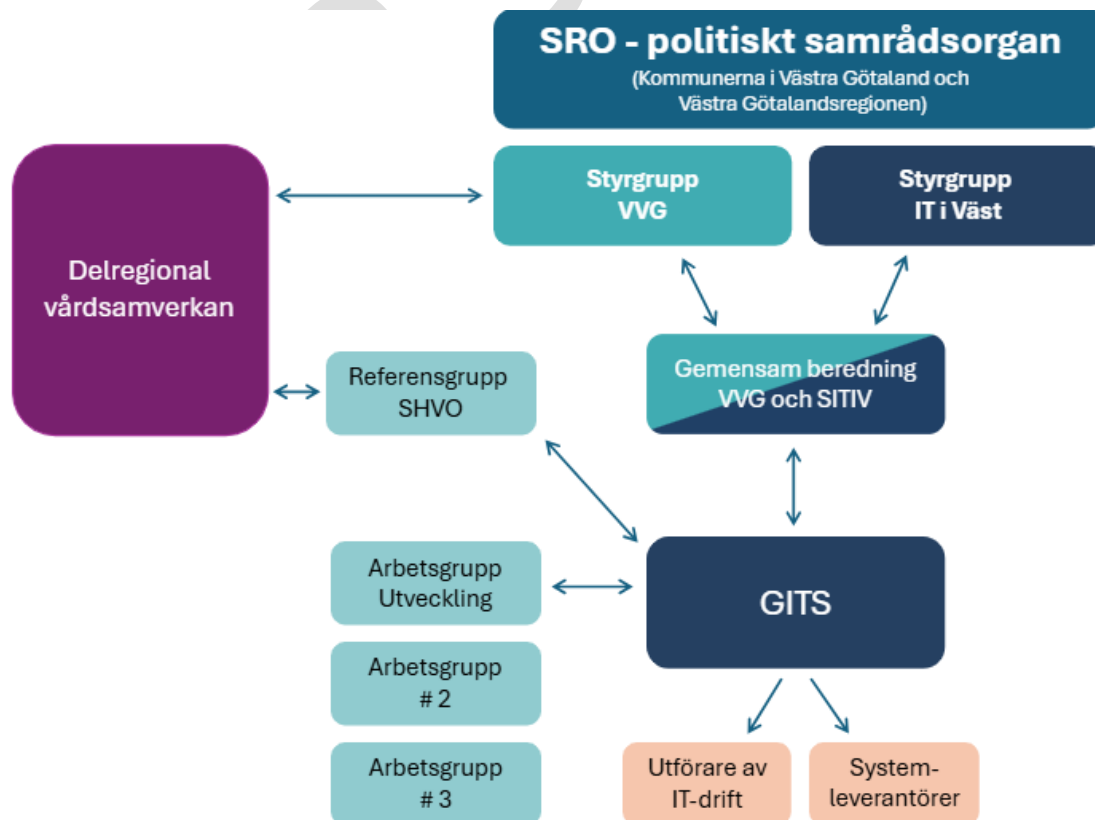 SRO - politiskt samrådsorgan
(Kommunerna i Västra Götaland och
Västra Götalandsregionen)
Styrgrupp
VVG
Styrgrupp
IT i Väst
Delregional
vårdsamverkan
Referensgrupp
SHVO
Gemensam beredning
VVG och SITIV
Arbetsgrupp
Utveckling
GITS
Arbetsgrupp
# 2
Arbetsgrupp
# 3
Utförare av
IT-drift
System-
leverantörer